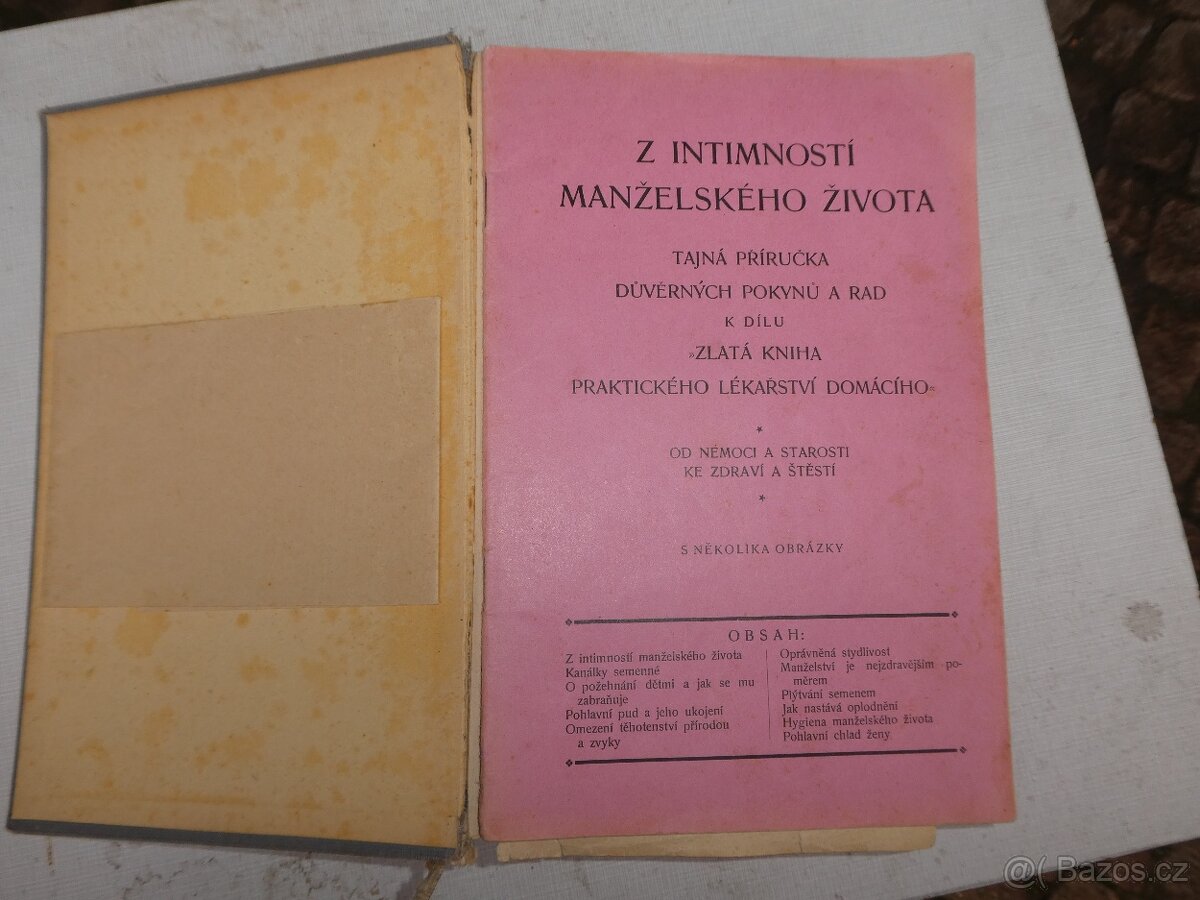 Z INTIMNOSTÍ
MANŽELSKÉHO ŽIVOTA
TAJNÁ PŘÍRUČKA
DŮVĚRNÝCH POKYNŮ A RAD
K DÍLU
»ZLATÁ KNIHA
PRAKTICKÉHO LÉKAŘSTVÍ DOMÁCÍHO«
*
OD NĚMOCI A STAROSTI
KE ZDRAVÍ A ŠTĚSTÍ
*
S NĚKOLIKA OBRÁZKY
OBSAH:
Z intimností manželského života
Kanálky semenné
O požehnání dětmi a jak se mu
zabraňuje
Pohlavní pud a jeho ukojení
Omezení těhotenství přírodou
a zvyky
Oprávněná stydlivost
Manželství je nejzdravějším po-
měrem
Plýtvání semenem
Jak nastává oplodnění
Hygiena manželského života
Pohlavní chlad ženy
@( Bazos.cz